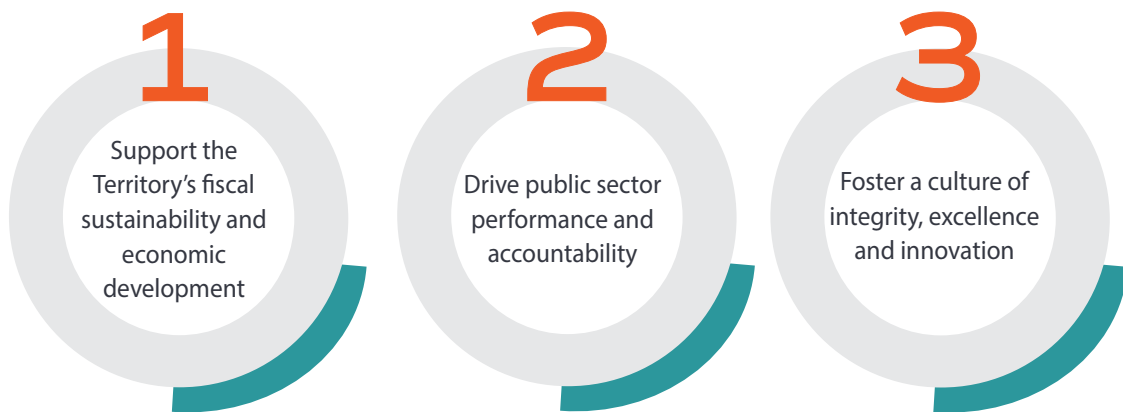 1
Support the
Territory’s fiscal
sustainability and
economic
development
2
Drive public sector
performance and
accountability
3
Foster a culture of
integrity, excellence
and innovation